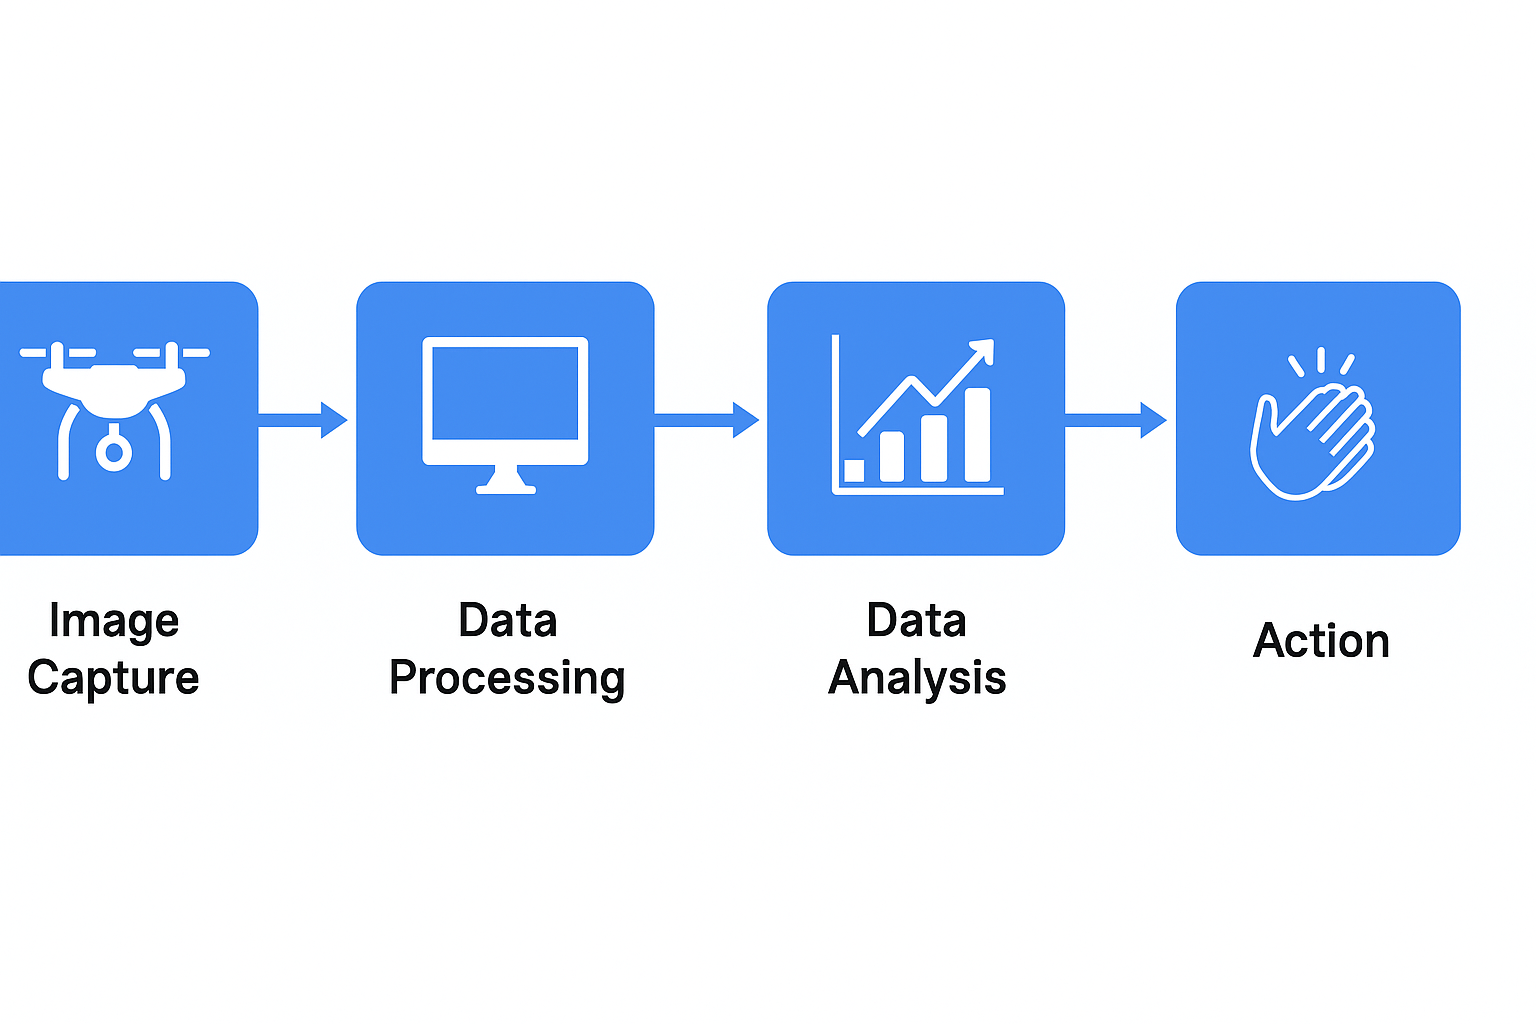 Image
Capture
Data
Processing
Data
Analysis
Action